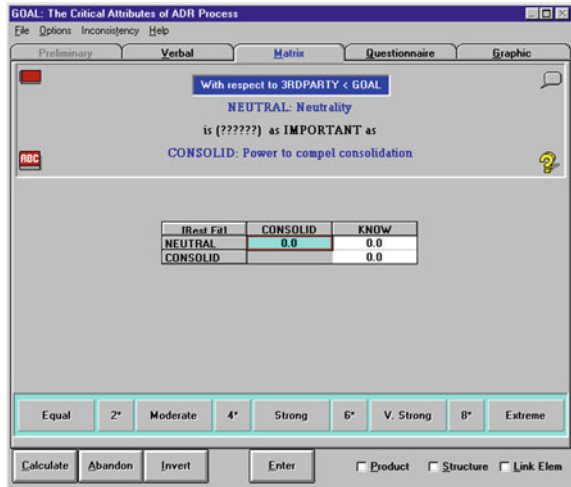 GOAL: The Critical Attributes of ADR Process
File Options Inconsistency Help
Preliminary Verbal Matrix Questionnaire Graphic
With respect to 3RDPARTY < GOAL
NEUTRAL: Neutrality
is (??????) as IMPORTANT as
ABC
CONSOLID: Power to compel consolidation
[Best Fit] CONSOLID KNOW
NEUTRAL 0.0 0.0
CONSOLID 0.0
Equal 2* Moderate 4* Strong 6* V. Strong 8* Extreme
Calculate Abandon Invert Enter Product Structure Link Elem